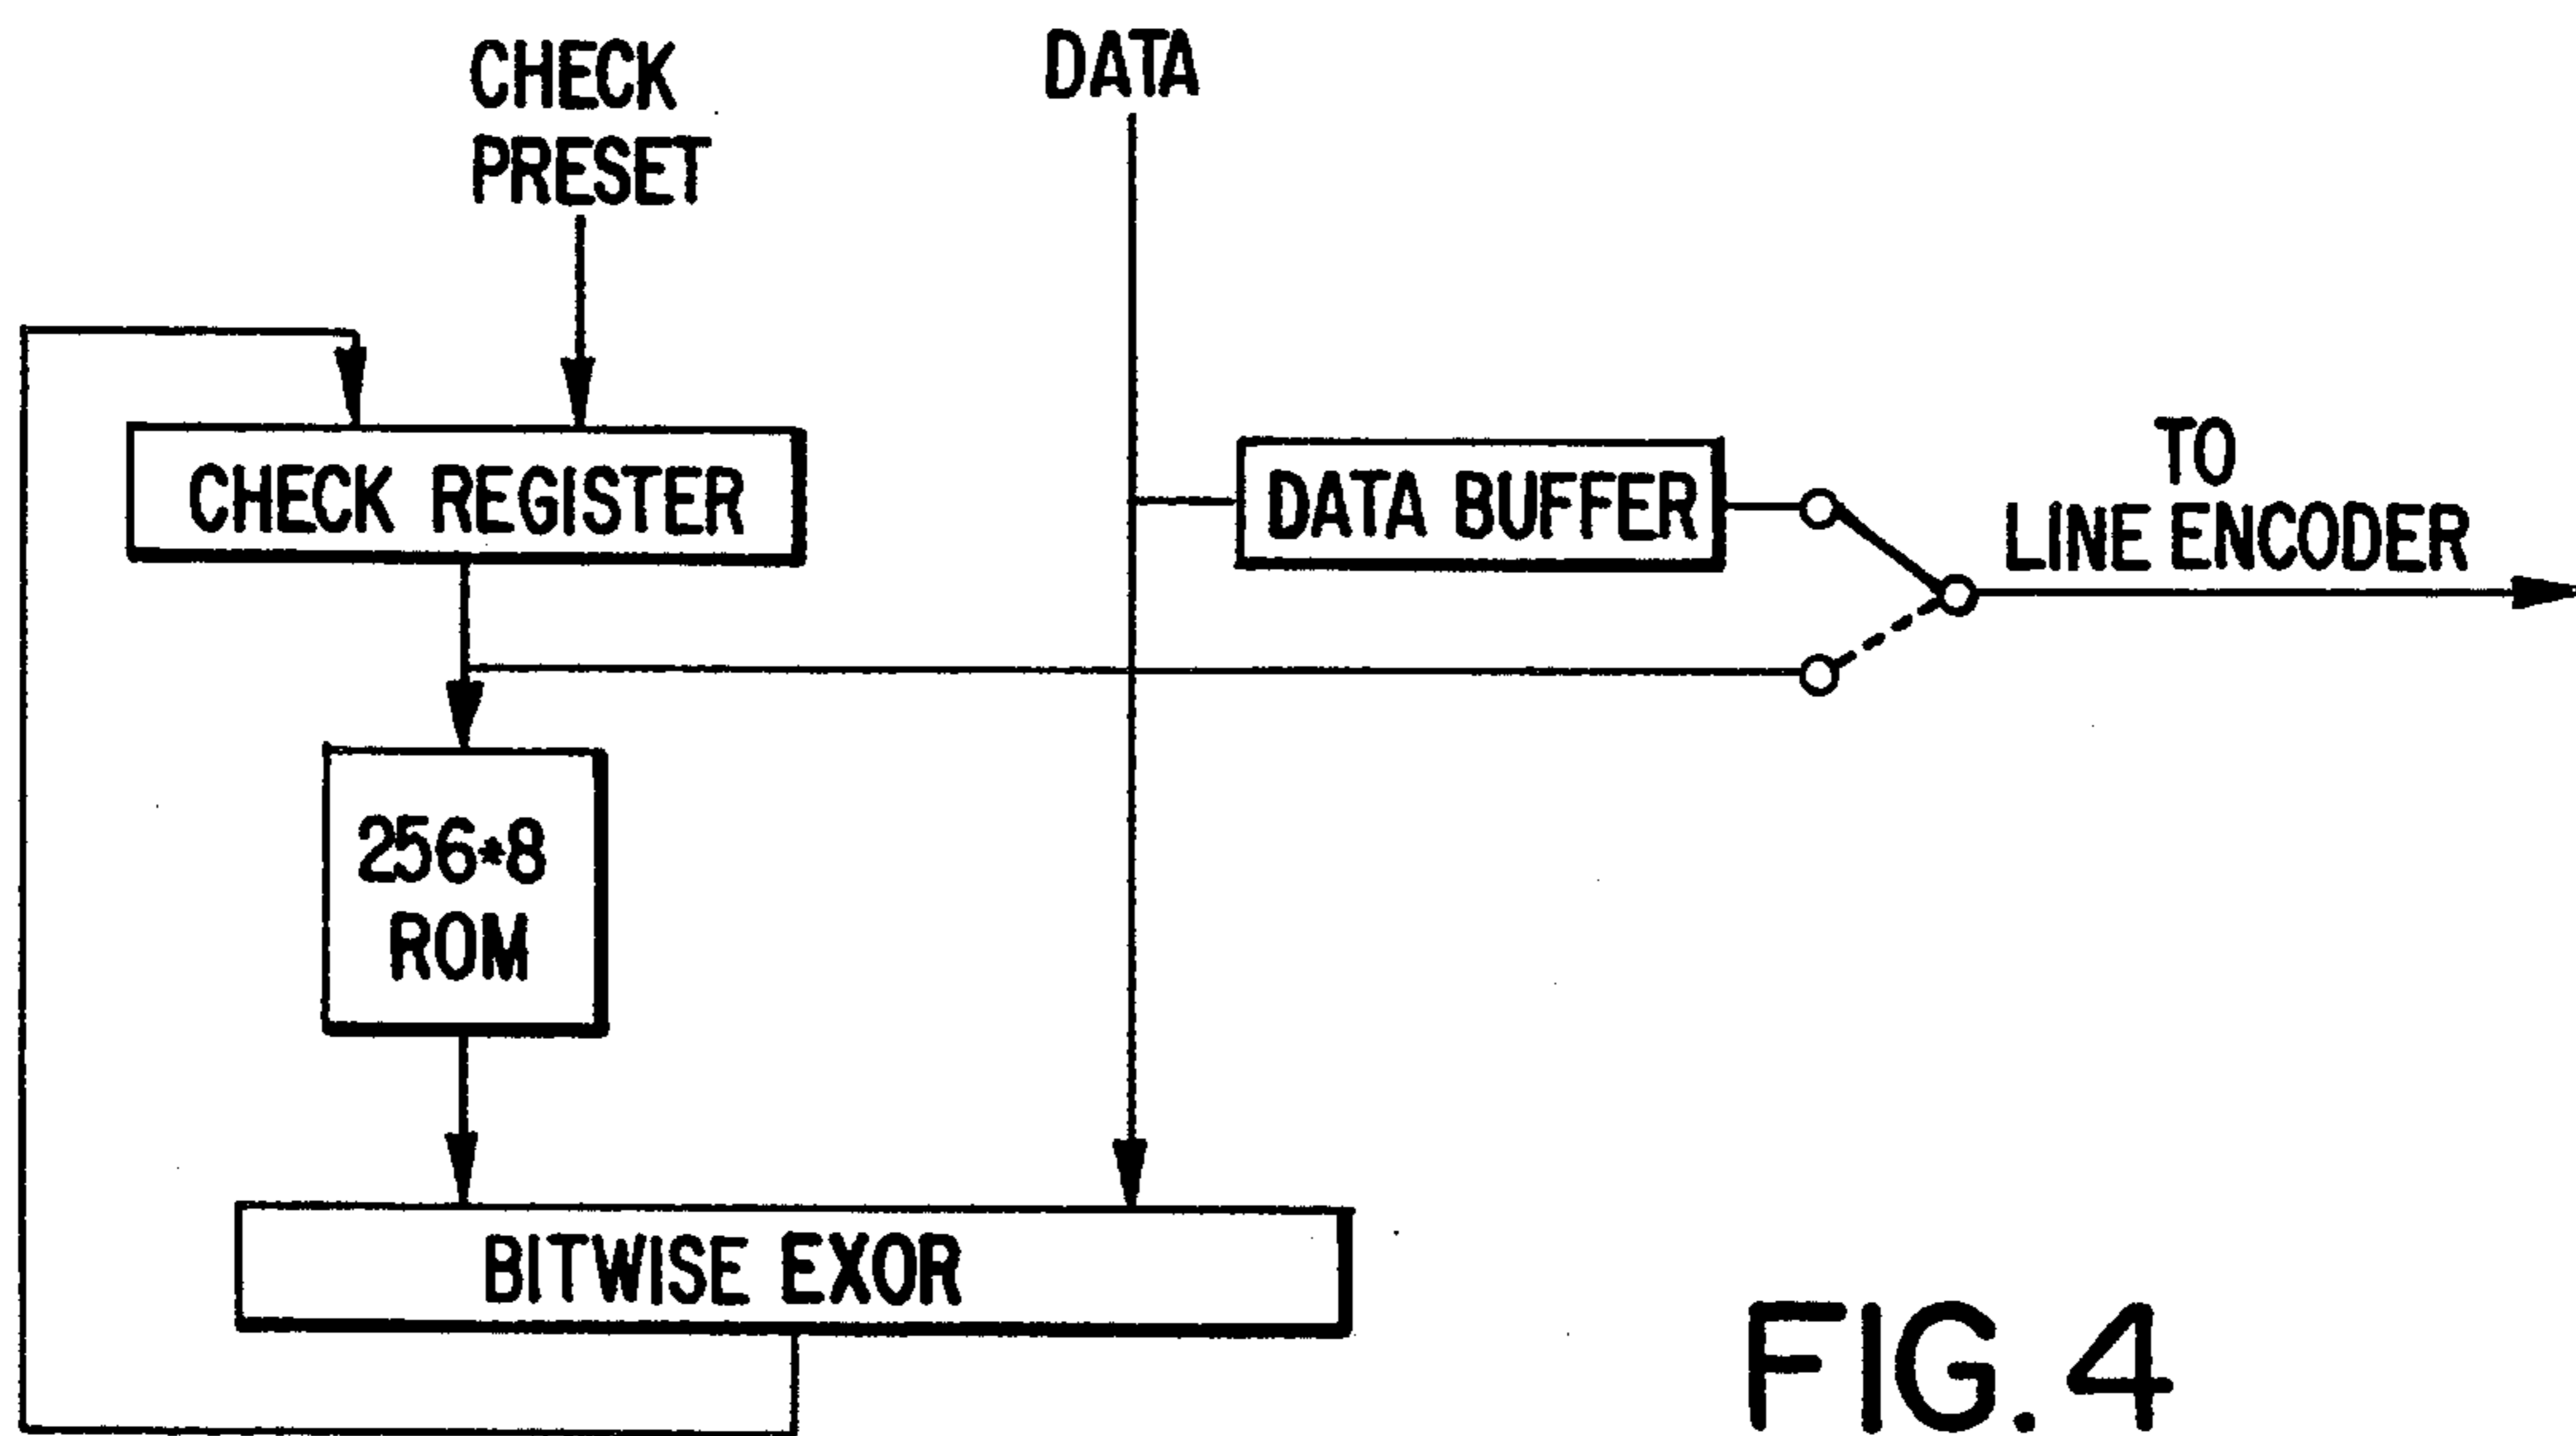 CHECK
PRESET
DATA
CHECK REGISTER
DATA BUFFER
TO
LINE ENCODER
256*8
ROM
BITWISE EXOR
FIG. 4